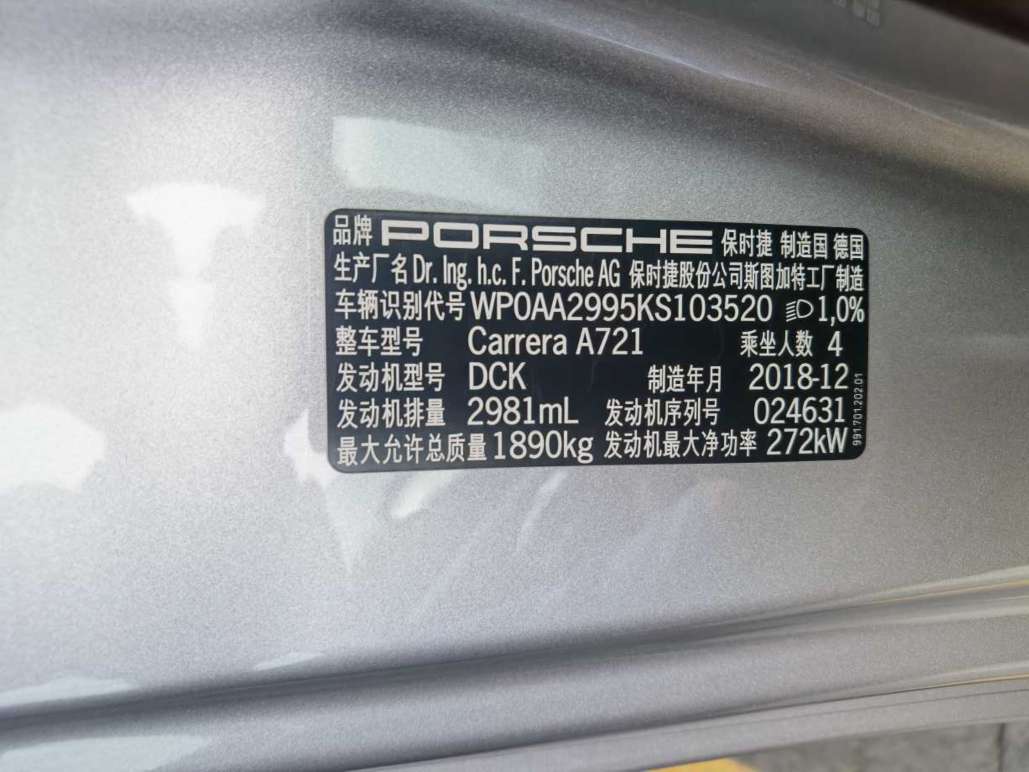 品牌 PORSCHE 保时捷 制造国 德国
生产厂名 Dr. Ing. h.c. F. Porsche AG 保时捷股份公司斯图加特工厂制造
车辆识别代号 WP0AA2995KS103520 1,0%
整车型号 Carrera A721 乘坐人数 4
发动机型号 DCK 制造年月 2018-12
发动机排量 2981mL 发动机序列号 024631
最大允许总质量 1890kg 发动机最大净功率 272kW
991.701.202.01